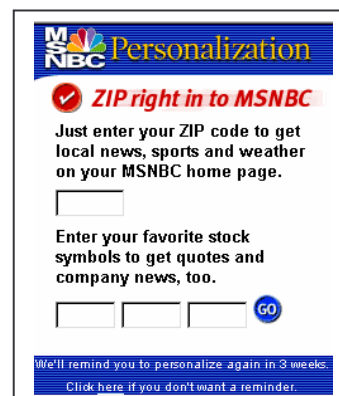 MSNBC Personalization
ZIP right in to MSNBC
Just enter your ZIP code to get
local news, sports and weather
on your MSNBC home page.
Enter your favorite stock
symbols to get quotes and
company news, too.
GO
We'll remind you to personalize again in 3 weeks.
Click here if you don't want a reminder.